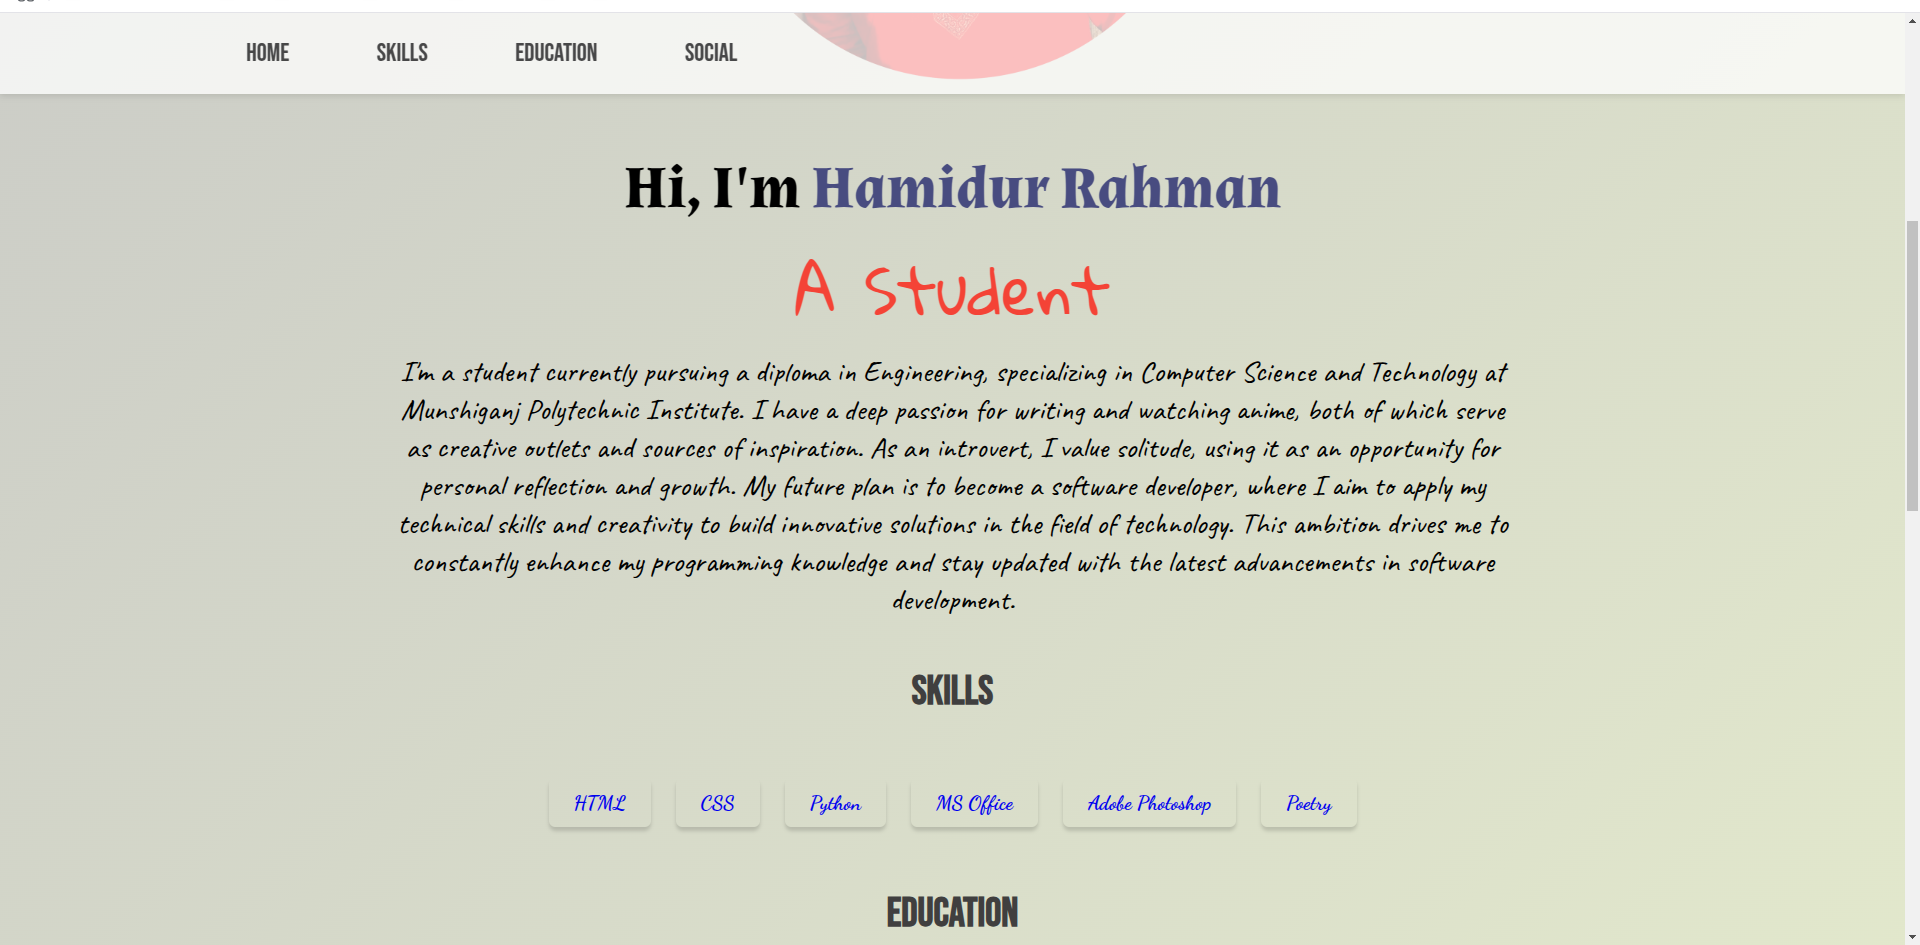 HOME SKILLS EDUCATION SOCIAL
Hi, I'm Hamidur Rahman
A Student
I'm a student currently pursuing a diploma in Engineering, specializing in Computer Science and Technology at
Munshiganj Polytechnic Institute. I have a deep passion for writing and watching anime, both of which serve
as creative outlets and sources of inspiration. As an introvert, I value solitude, using it as an opportunity for
personal reflection and growth. My future plan is to become a software developer, where I aim to apply my
technical skills and creativity to build innovative solutions in the field of technology. This ambition drives me to
constantly enhance my programming knowledge and stay updated with the latest advancements in software
development.
SKILLS
HTML CSS Python MS Office Adobe Photoshop Poetry
EDUCATION